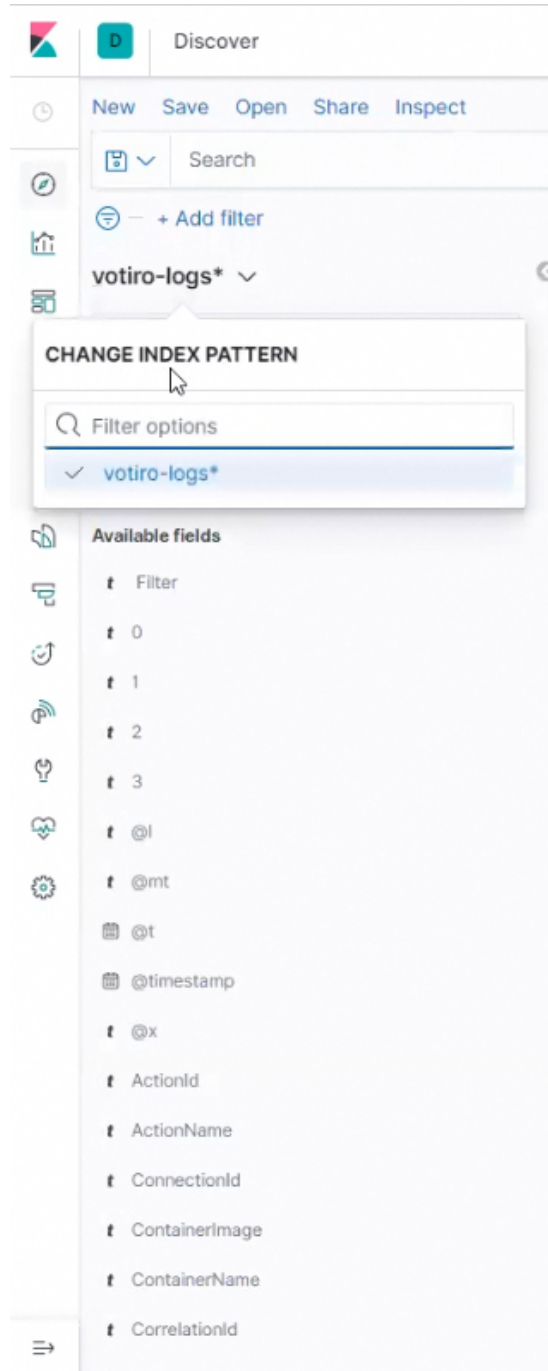 D Discover
New Save Open Share Inspect
Search
+ Add filter
votiro-logs*
CHANGE INDEX PATTERN
Filter options
votiro-logs*
Available fields
t Filter
t 0
t 1
t 2
t 3
t @l
t @mt
@t
@timestamp
t @x
t ActionId
t ActionName
t ConnectionId
t ContainerImage
t ContainerName
t CorrelationId